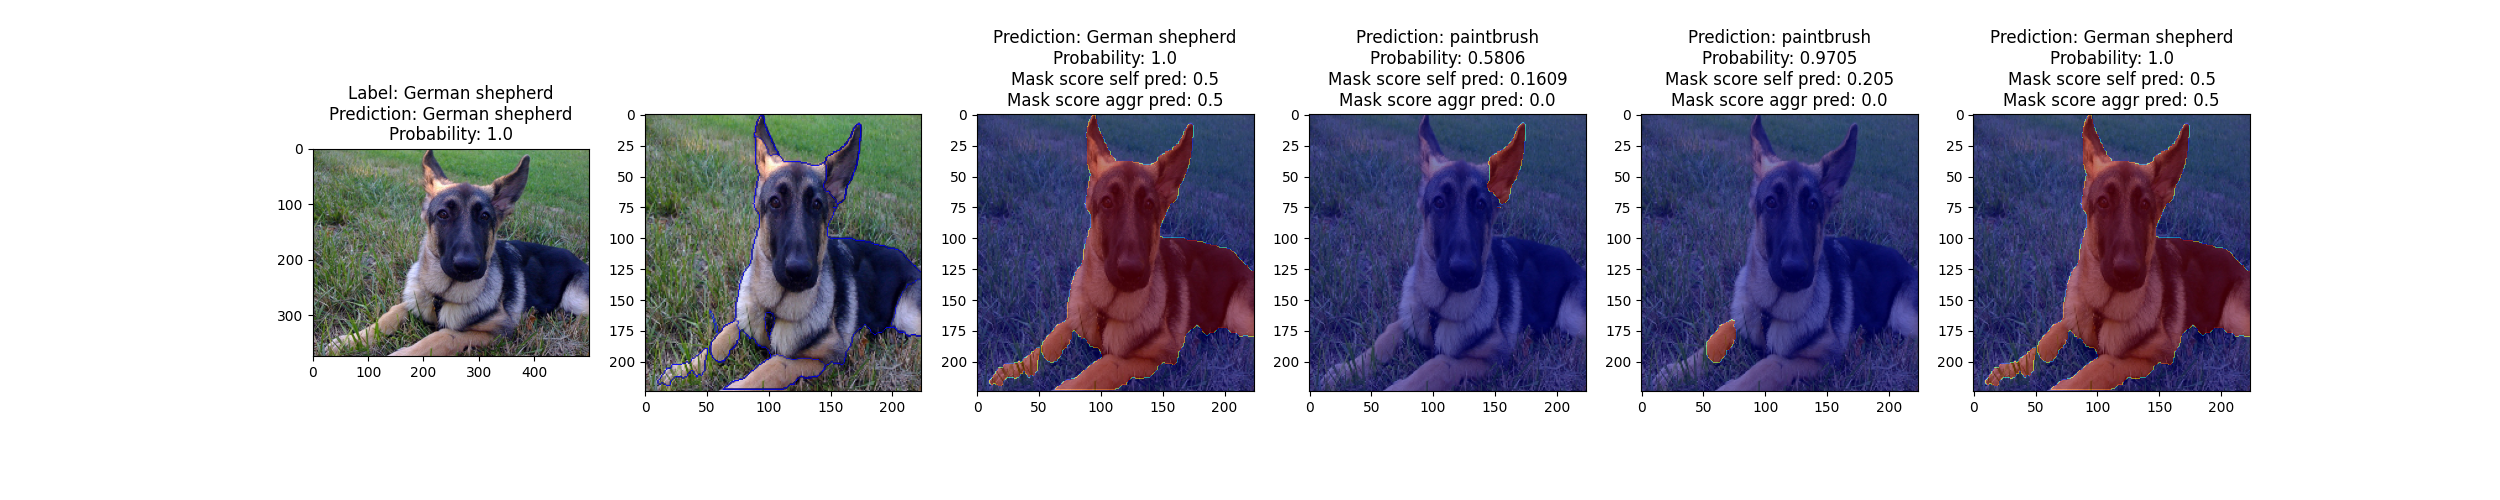 Label: German shepherd
Prediction: German shepherd
Probability: 1.0
0
100
200
300
0 100 200 300 400
0
25
50
75
100
125
150
175
200
0 50 100 150 200
Prediction: German shepherd
Probability: 1.0
Mask score self pred: 0.5
Mask score aggr pred: 0.5
0
25
50
75
100
125
150
175
200
0 50 100 150 200
Prediction: paintbrush
Probability: 0.5806
Mask score self pred: 0.1609
Mask score aggr pred: 0.0
0
25
50
75
100
125
150
175
200
0 50 100 150 200
Prediction: paintbrush
Probability: 0.9705
Mask score self pred: 0.205
Mask score aggr pred: 0.0
0
25
50
75
100
125
150
175
200
0 50 100 150 200
Prediction: German shepherd
Probability: 1.0
Mask score self pred: 0.5
Mask score aggr pred: 0.5
0
25
50
75
100
125
150
175
200
0 50 100 150 200